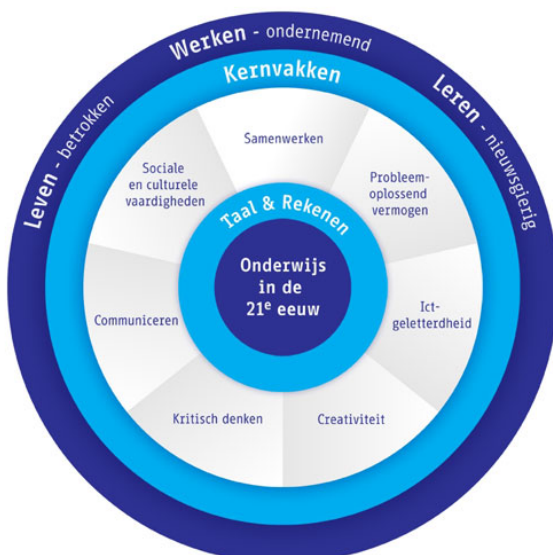 Werken - ondernemend
Leven - betrokken
Leren - nieuwsgierig
Kernvakken
Samenwerken
Sociale
en culturele
vaardigheden
Probleem-
oplossend
vermogen
Taal & Rekenen
Onderwijs
in de
21e eeuw
Communiceren
Ict-
geletterdheid
Kritisch denken
Creativiteit